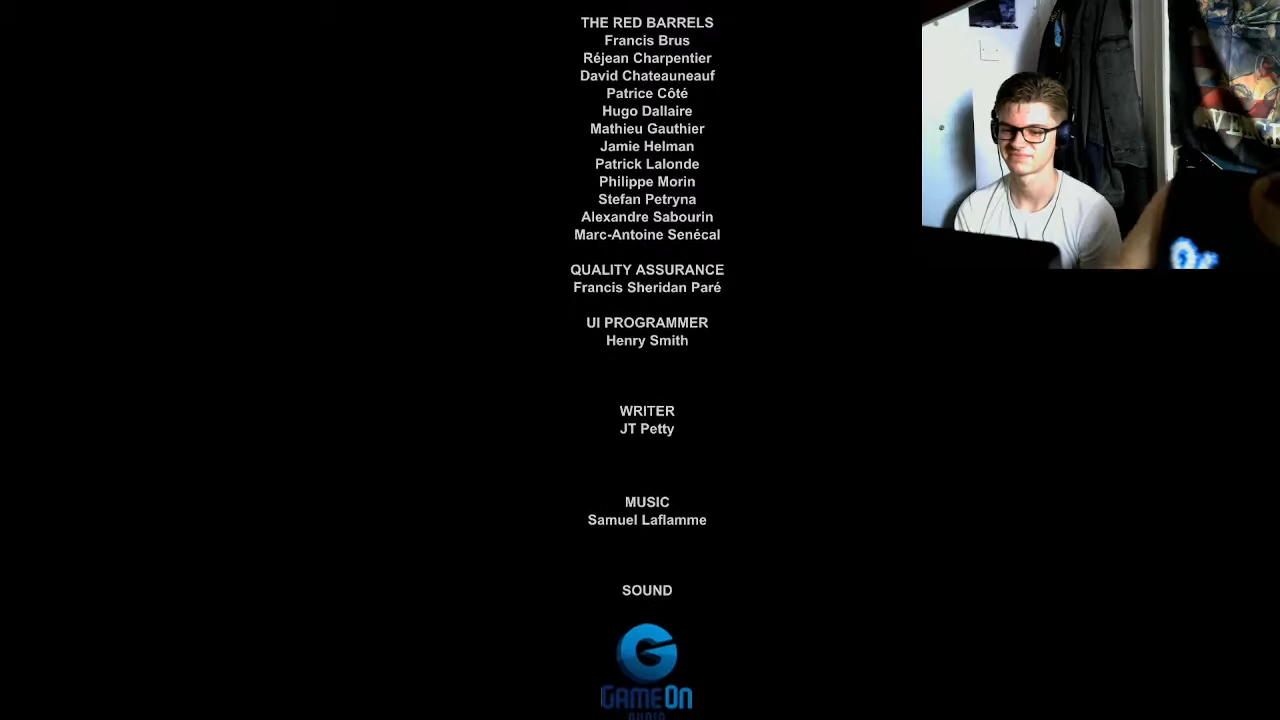 THE RED BARRELS
Francis Brus
Réjean Charpentier
David Chateauneuf
Patrice Côté
Hugo Dallaire
Mathieu Gauthier
Jamie Helman
Patrick Lalonde
Philippe Morin
Stefan Petryna
Alexandre Sabourin
Marc-Antoine Senécal
QUALITY ASSURANCE
Francis Sheridan Paré
UI PROGRAMMER
Henry Smith
WRITER
JT Petty
MUSIC
Samuel Laflamme
SOUND
GAMEON
AUDIO